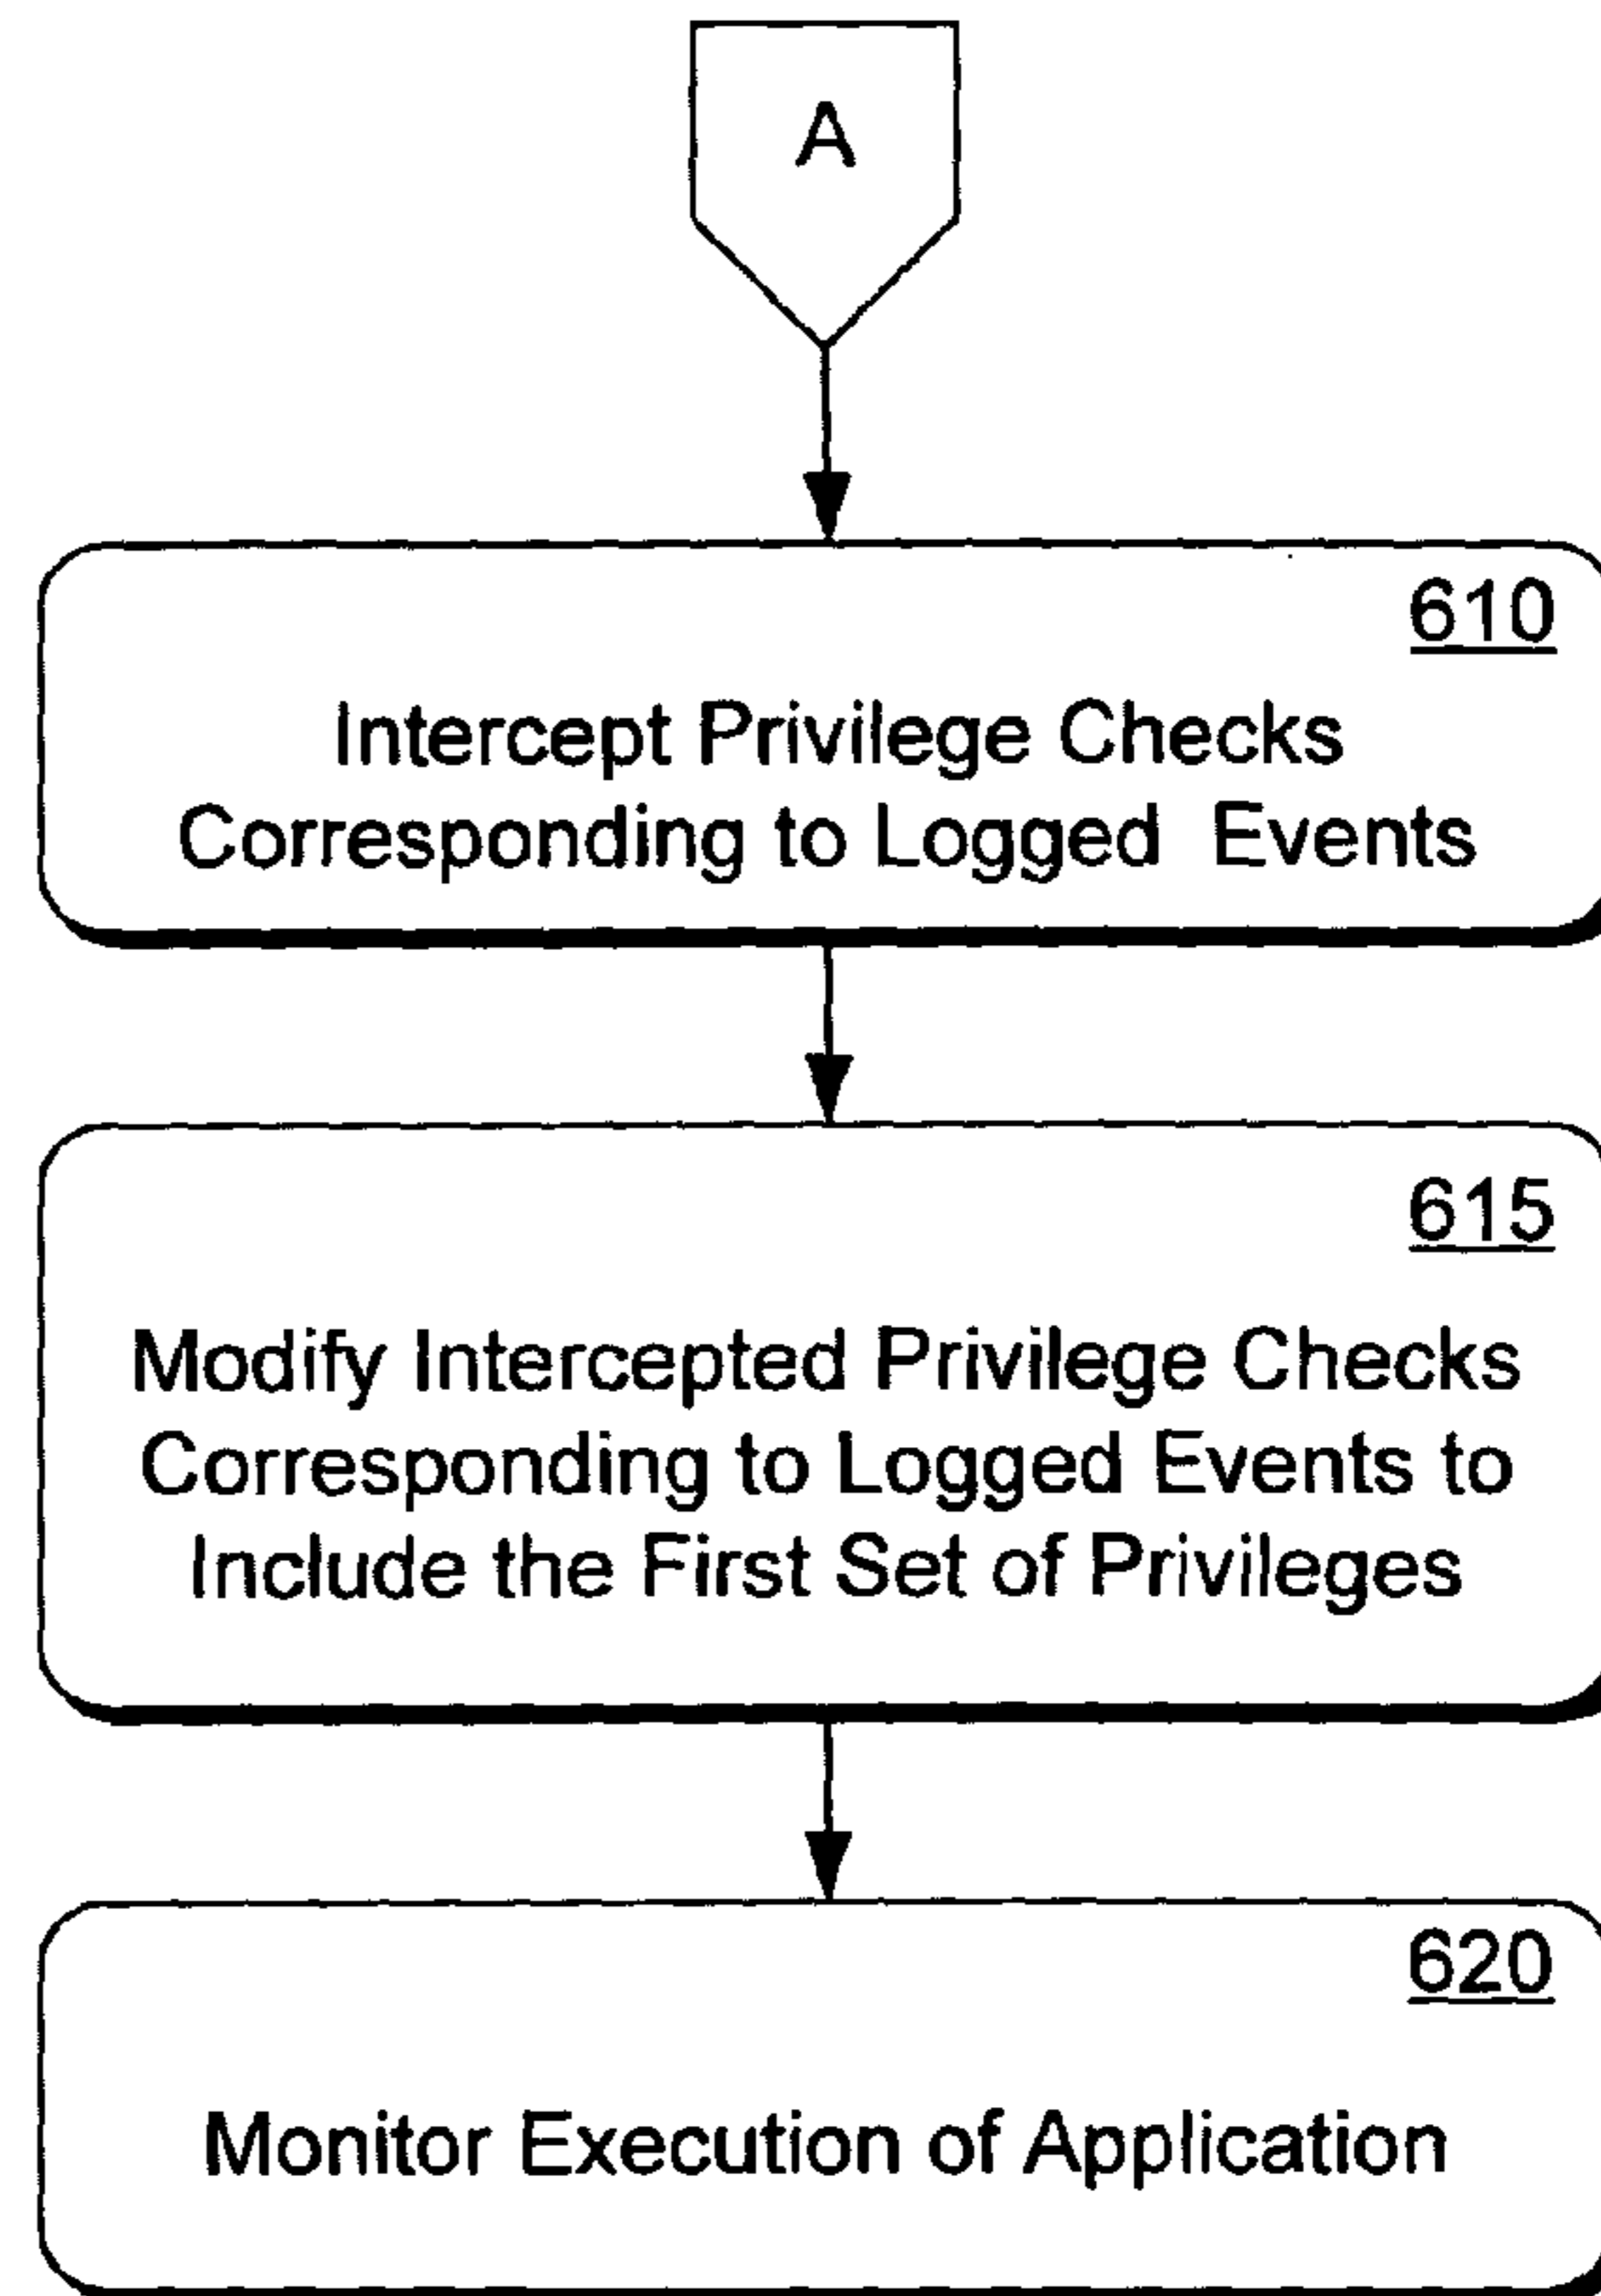 A
610
Intercept Privilege Checks
Corresponding to Logged Events
615
Modify Intercepted Privilege Checks
Corresponding to Logged Events to
Include the First Set of Privileges
620
Monitor Execution of Application